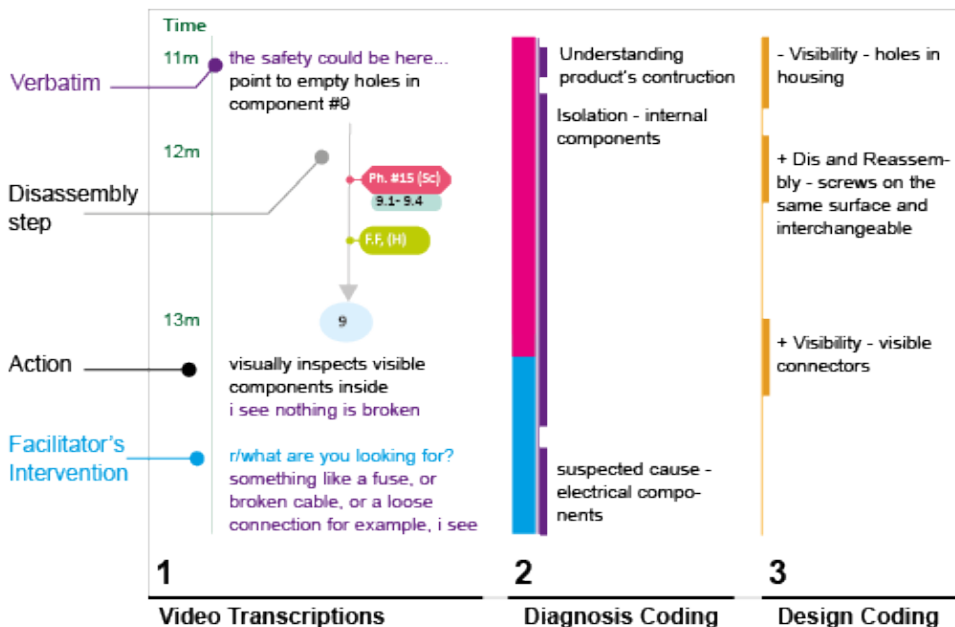 Time
11m
Verbatim
the safety could be here...
point to empty holes in
component #9
12m
Disassembly
step
Ph. #15 (Sc)
9.1- 9.4
F.F, (H)
9
13m
Action
visually inspects visible
components inside
i see nothing is broken
Facilitator's
Intervention
r/what are you looking for?
something like a fuse, or
broken cable, or a loose
connection for example, i see
Understanding
product's contruction
Isolation - internal
components
suspected cause -
electrical compo-
nents
- Visibility - holes in
housing
+ Dis and Reassem-
bly - screws on the
same surface and
interchangeable
+ Visibility - visible
connectors
1
Video Transcriptions
2
Diagnosis Coding
3
Design Coding